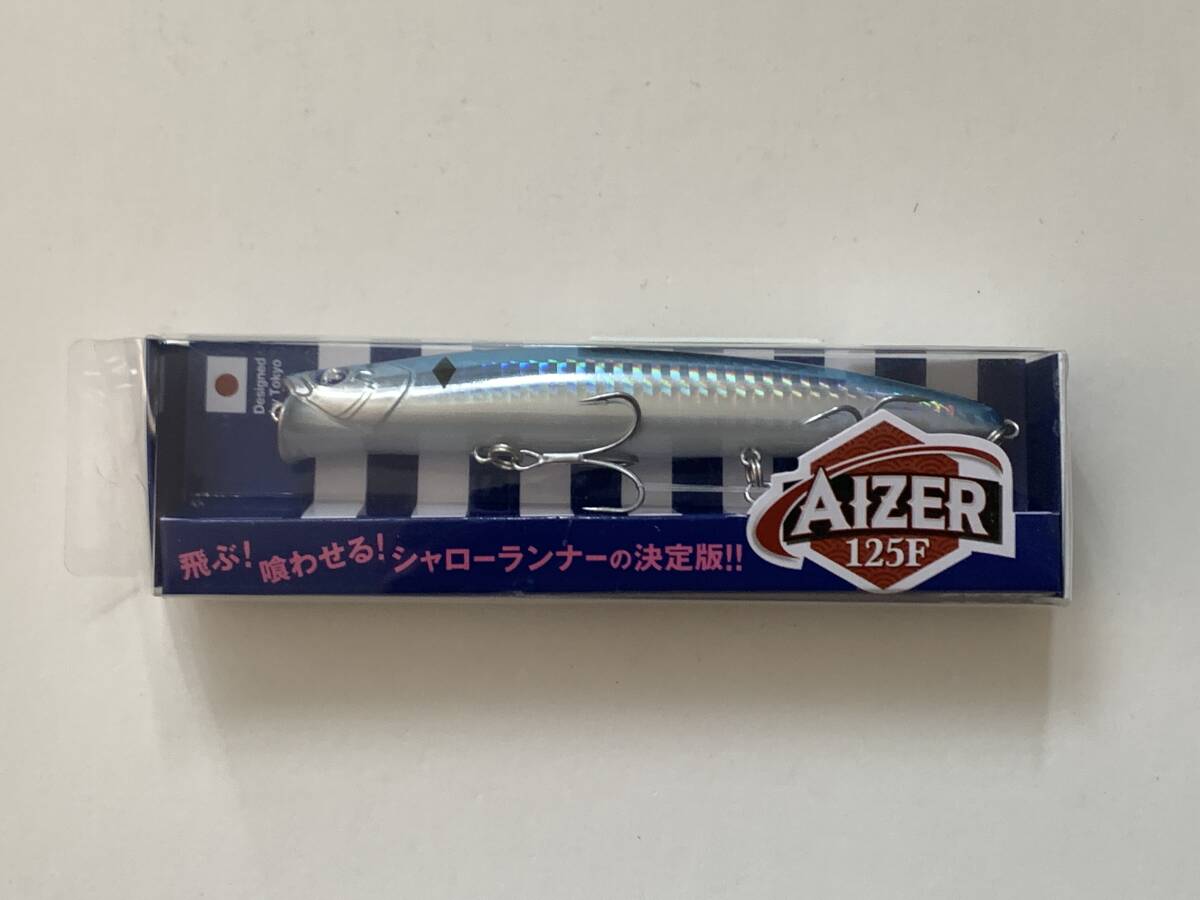 Designed
by Tokyo
飛ぶ!喰わせる!シャローランナーの決定版!!
AIZER
125F